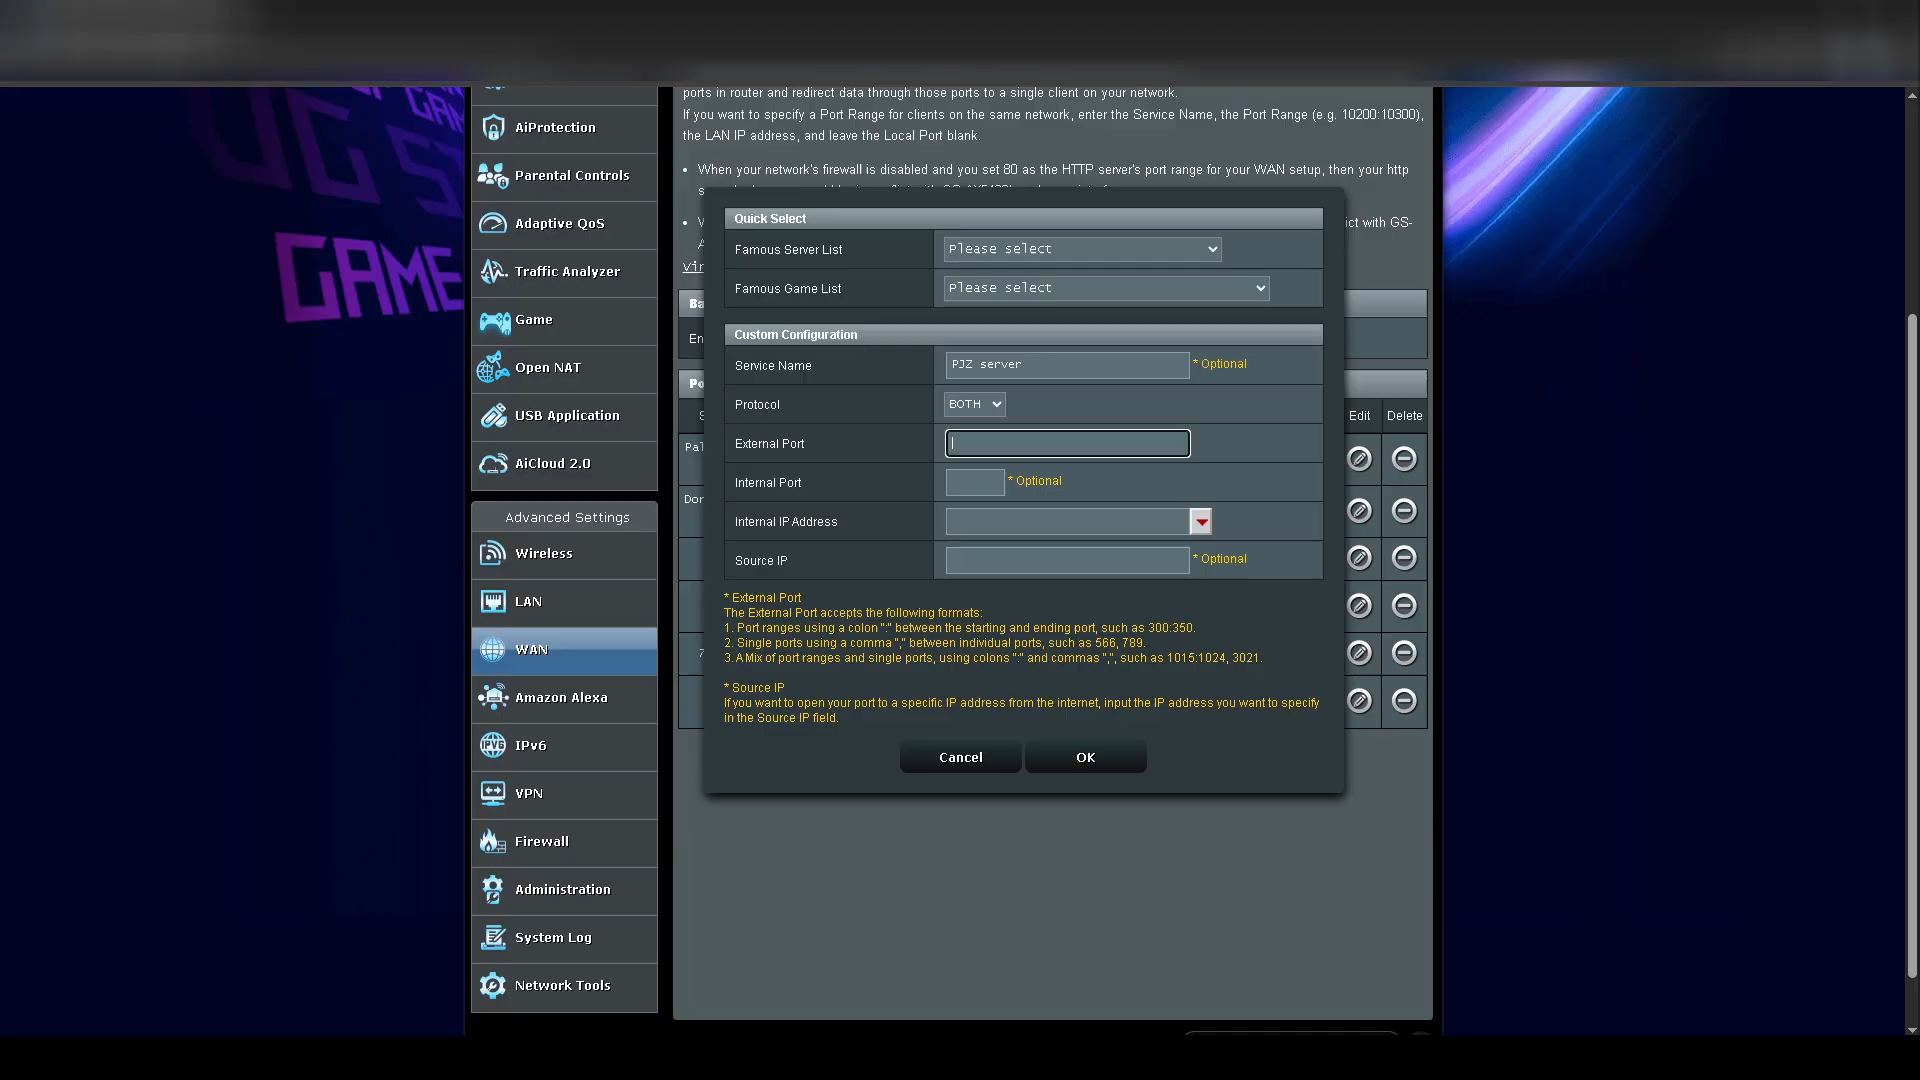 GAME
AiProtection
Parental Controls
Adaptive QoS
Traffic Analyzer
Game
Open NAT
USB Application
AiCloud 2.0
Advanced Settings
Wireless
LAN
WAN
Amazon Alexa
IPv6
VPN
Firewall
Administration
System Log
Network Tools
ports in router and redirect data through those ports to a single client on your network.
If you want to specify a Port Range for clients on the same network, enter the Service Name, the Port Range (e.g. 10200:10300),
the LAN IP address, and leave the Local Port blank.
• When your network's firewall is disabled and you set 80 as the HTTP server's port range for your WAN setup, then your http
ict with GS-
Edit Delete
Quick Select
Famous Server List Please select
Famous Game List Please select
Custom Configuration
Service Name PJZ server * Optional
Protocol BOTH
External Port
Internal Port * Optional
Internal IP Address
Source IP * Optional
* External Port
The External Port accepts the following formats:
1. Port ranges using a colon ":" between the starting and ending port, such as 300:350.
2. Single ports using a comma "," between individual ports, such as 566, 789.
3. A Mix of port ranges and single ports, using colons ":" and commas ",", such as 1015:1024, 3021.
* Source IP
If you want to open your port to a specific IP address from the internet, input the IP address you want to specify
in the Source IP field.
Cancel OK